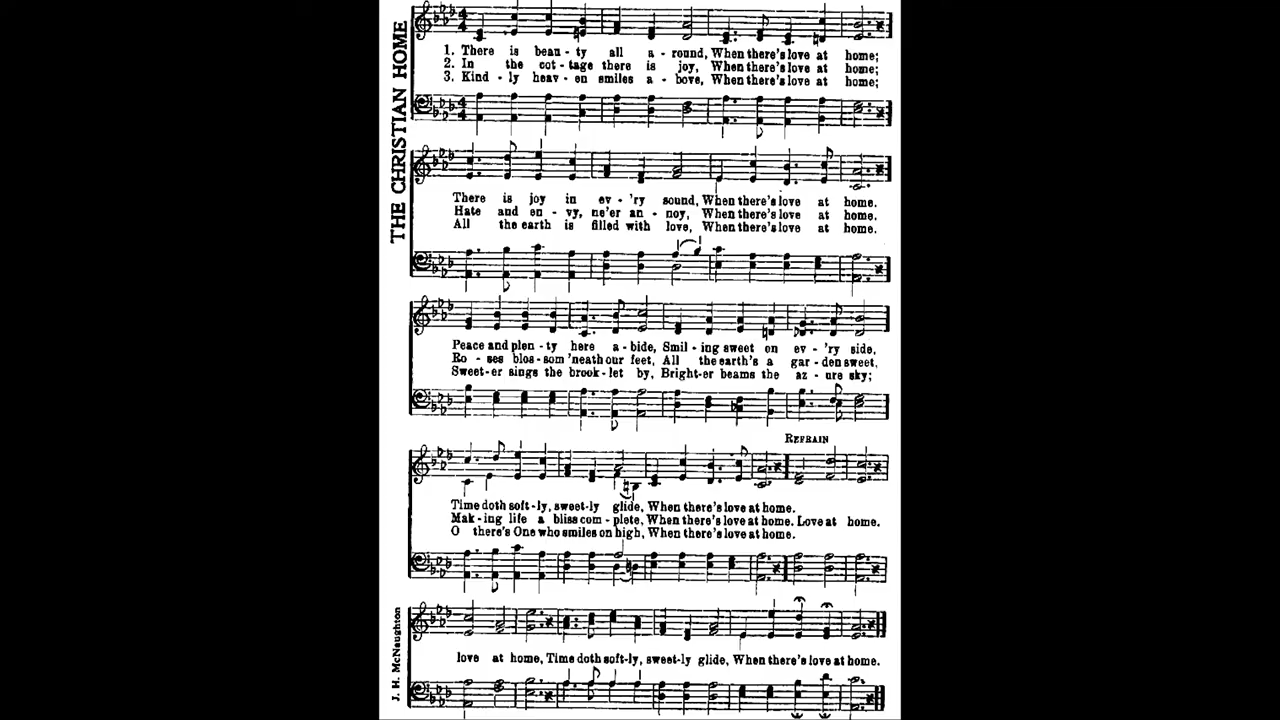 THE CHRISTIAN HOME
1. There is beau - ty all a - round, When there's love at home;
2. In the cot - tage there is joy, When there's love at home;
3. Kind - ly heav - en smiles a - bove, When there's love at home;
There is joy in ev - 'ry sound, When there's love at home.
Hate and en - vy, ne'er an - noy, When there's love at home.
All the earth is filled with love, When there's love at home.
Peace and plen - ty here a - bide, Smil - ing sweet on ev - 'ry side,
Ro - ses blos - som 'neath our feet, All the earth's a gar - den sweet,
Sweet - er sings the brook - let by, Bright - er beams the az - ure sky;
REFRAIN
Time doth soft - ly, sweet - ly glide, When there's love at home.
Mak - ing life a bliss com - plete, When there's love at home. Love at home.
O there's One who smiles on high, When there's love at home.
J. H. McNaughton
love at home, Time doth soft - ly, sweet - ly glide, When there's love at home.